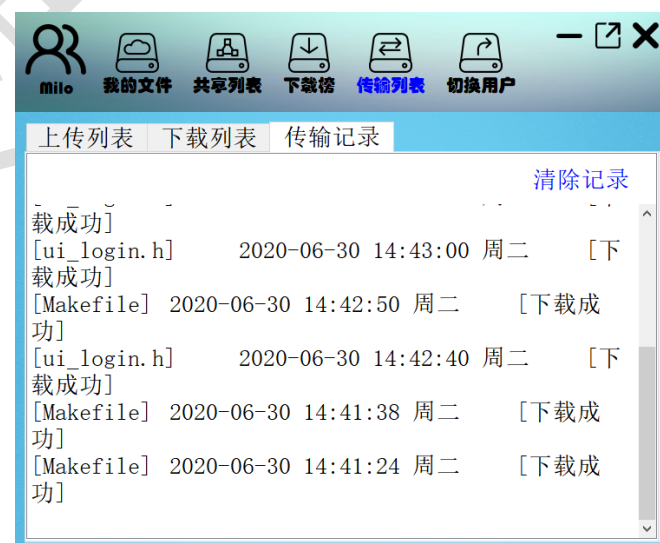 Milo 我的文件 共享列表 下载榜 传输列表 切换用户
上传列表 下载列表 传输记录
清除记录
载成功]
[ui_login.h] 2020-06-30 14:43:00 周二 [下
载成功]
[Makefile] 2020-06-30 14:42:50 周二 [下载成
功]
[ui_login.h] 2020-06-30 14:42:40 周二 [下
载成功]
[Makefile] 2020-06-30 14:41:38 周二 [下载成
功]
[Makefile] 2020-06-30 14:41:24 周二 [下载成
功]